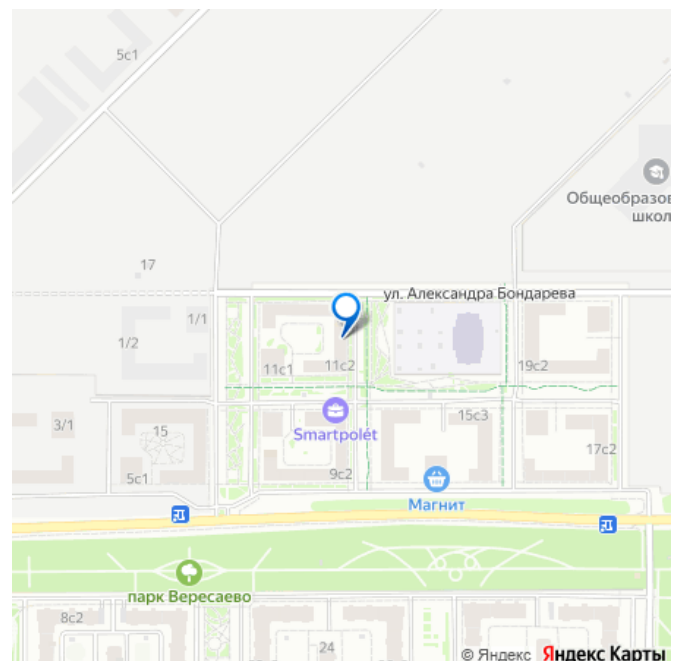 5с1
Общеобразов
школ
17
ул. Александра Бондарева
1/1
1/2
11с1
11с2
19с2
3/1
15
Smartpolét
15с3
5с1
9с2
17с2
Магнит
парк Вересаево
8с2
24
© Яндекс Яндекс Карты